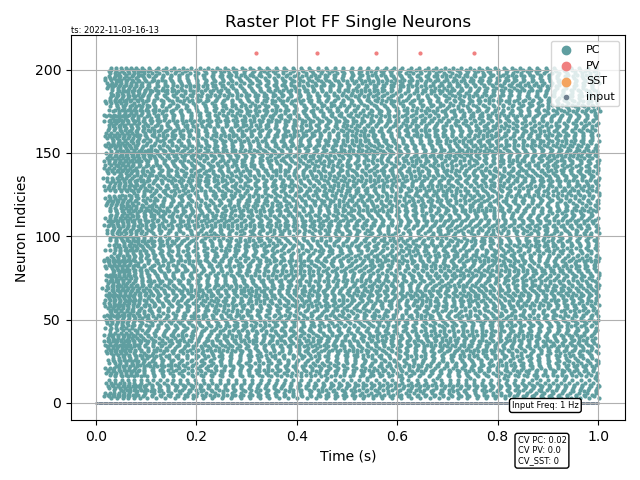 Raster Plot FF Single Neurons
ts: 2022-11-03-16-13
PC
PV
SST
input
200
150
100
50
0
Neuron Indicies
Input Freq: 1 Hz
0.0 0.2 0.4 0.6 0.8 1.0
Time (s)
CV PC: 0.02
CV PV: 0.0
CV_SST: 0